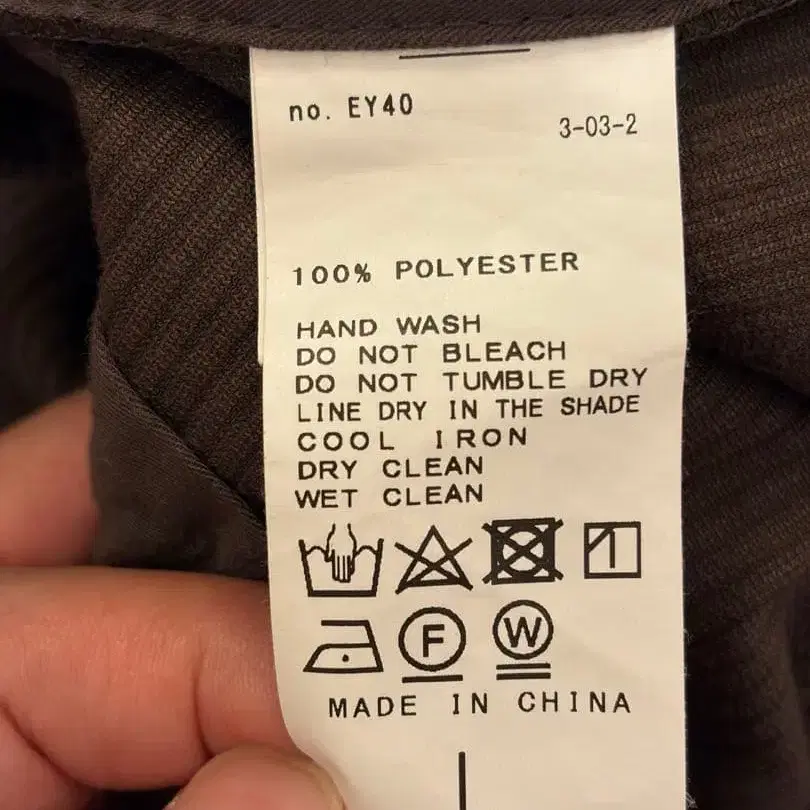 no. EY40
3-03-2
100% POLYESTER
HAND WASH
DO NOT BLEACH
DO NOT TUMBLE DRY
LINE DRY IN THE SHADE
COOL IRON
DRY CLEAN
WET CLEAN
F W
MADE IN CHINA